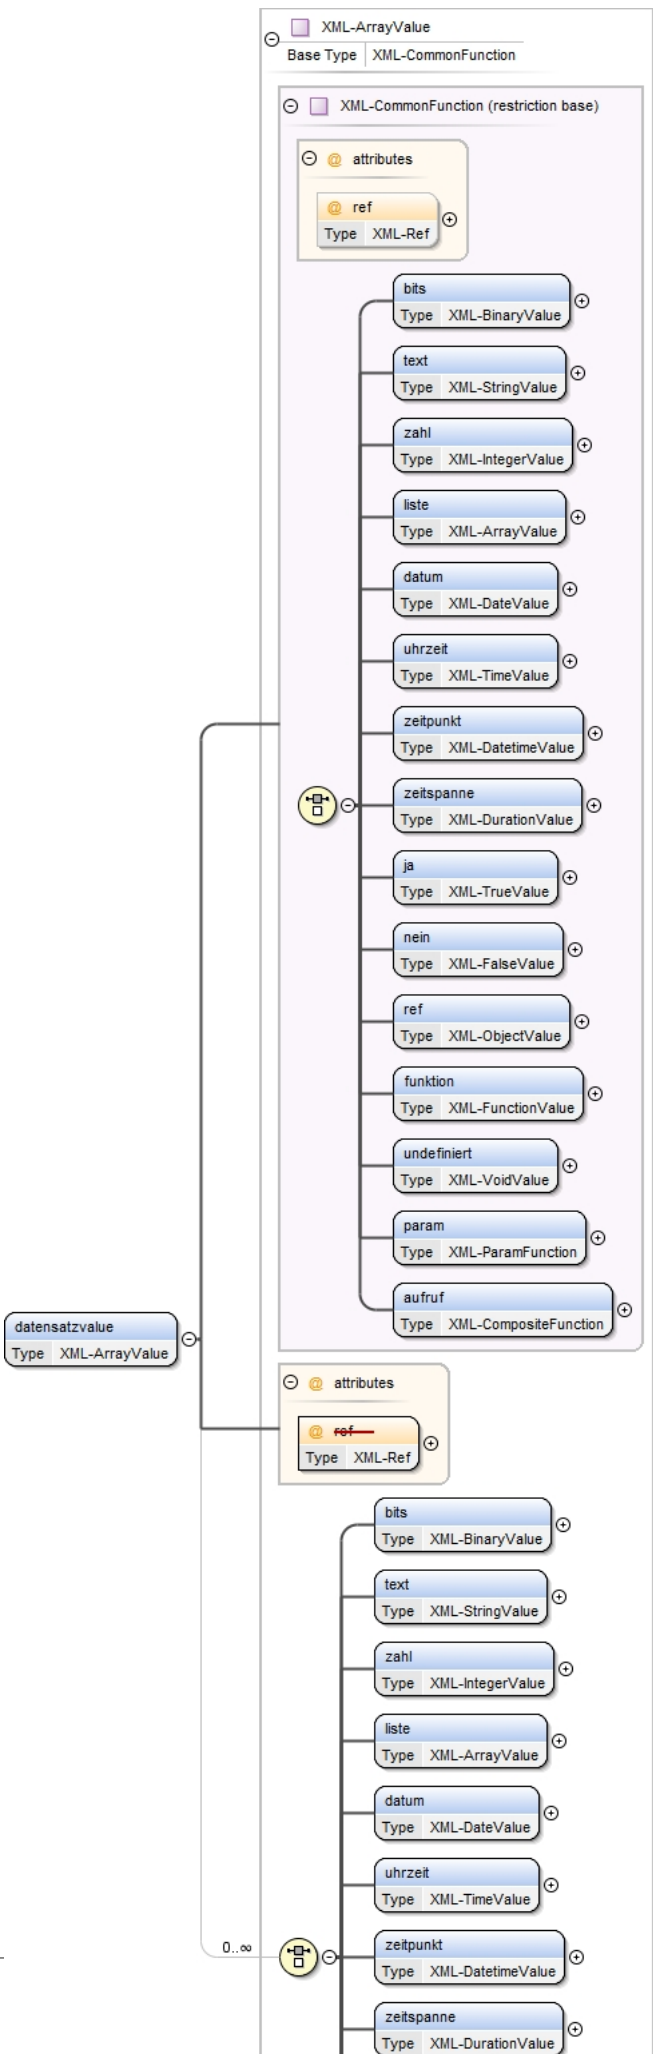 XML-ArrayValue
Base Type XML-CommonFunction
XML-CommonFunction (restriction base)
@ attributes
@ ref
Type XML-Ref
bits
Type XML-BinaryValue
text
Type XML-StringValue
zahl
Type XML-IntegerValue
liste
Type XML-ArrayValue
datum
Type XML-DateValue
uhrzeit
Type XML-TimeValue
zeitpunkt
Type XML-DatetimeValue
zeitspanne
Type XML-DurationValue
ja
Type XML-TrueValue
nein
Type XML-FalseValue
ref
Type XML-ObjectValue
funktion
Type XML-FunctionValue
undefiniert
Type XML-VoidValue
param
Type XML-ParamFunction
aufruf
Type XML-CompositeFunction
datensatzvalue
Type XML-ArrayValue
@ attributes
@ ref
Type XML-Ref
bits
Type XML-BinaryValue
text
Type XML-StringValue
zahl
Type XML-IntegerValue
liste
Type XML-ArrayValue
datum
Type XML-DateValue
uhrzeit
Type XML-TimeValue
0..∞
zeitpunkt
Type XML-DatetimeValue
zeitspanne
Type XML-DurationValue